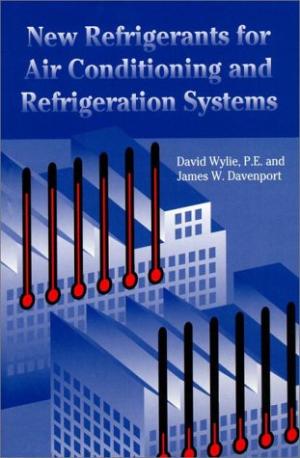 New Refrigerants for
Air Conditioning and
Refrigeration Systems
David Wylie, P.E. and
James W. Davenport